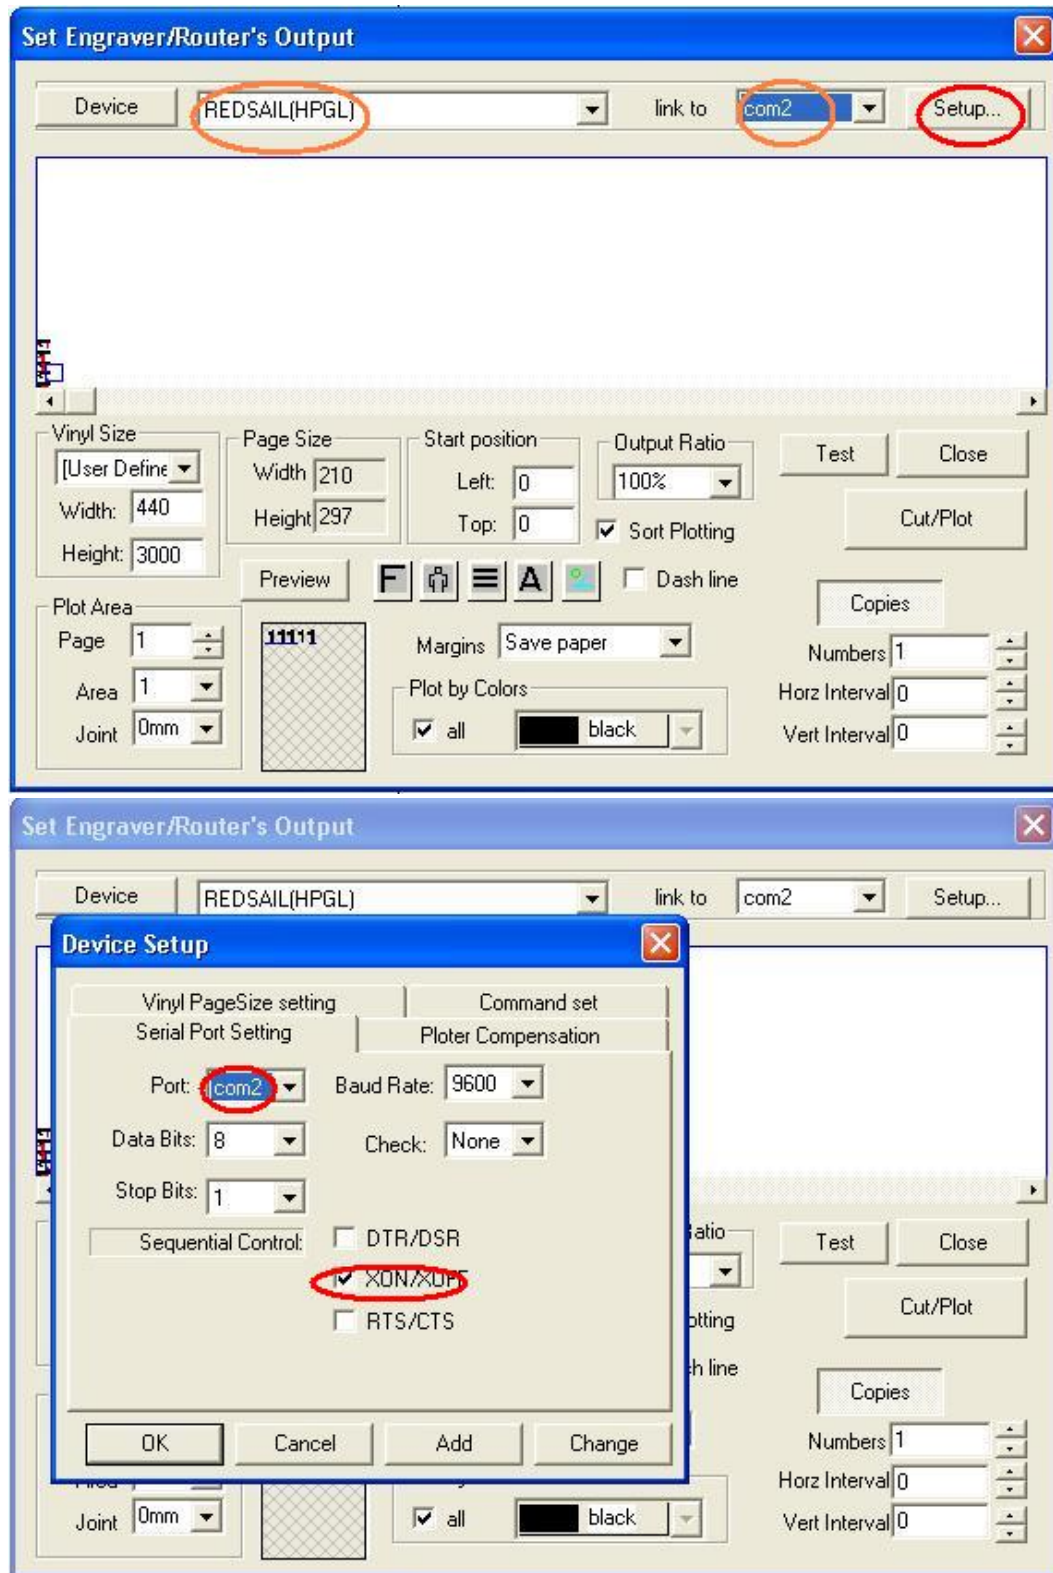 Set Engraver/Router's Output
Device REDSAIL(HPGL) link to com2 Setup...
Vinyl Size Page Size Start position Output Ratio
[User Define Width 210 Left: 0 100% Test Close
Width: 440 Height 297 Top: 0 Sort Plotting Cut/Plot
Height: 3000 Preview F A Dash line
Plot Area Copies
Page 1 11111 Margins Save paper Numbers 1
Area 1 Plot by Colors Horz Interval 0
Joint 0mm all black Vert Interval 0
Set Engraver/Router's Output
Device REDSAIL(HPGL) link to com2 Setup...
Device Setup
Vinyl PageSize setting Command set
Serial Port Setting Ploter Compensation
Port: com2 Baud Rate: 9600
Data Bits: 8 Check: None
Stop Bits: 1
Sequential Control: DTR/DSR
XON/XOFF
RTS/CTS
OK Cancel Add Change
atio Test Close
otting Cut/Plot
h line Copies
Numbers 1
Horz Interval 0
Joint 0mm all black Vert Interval 0